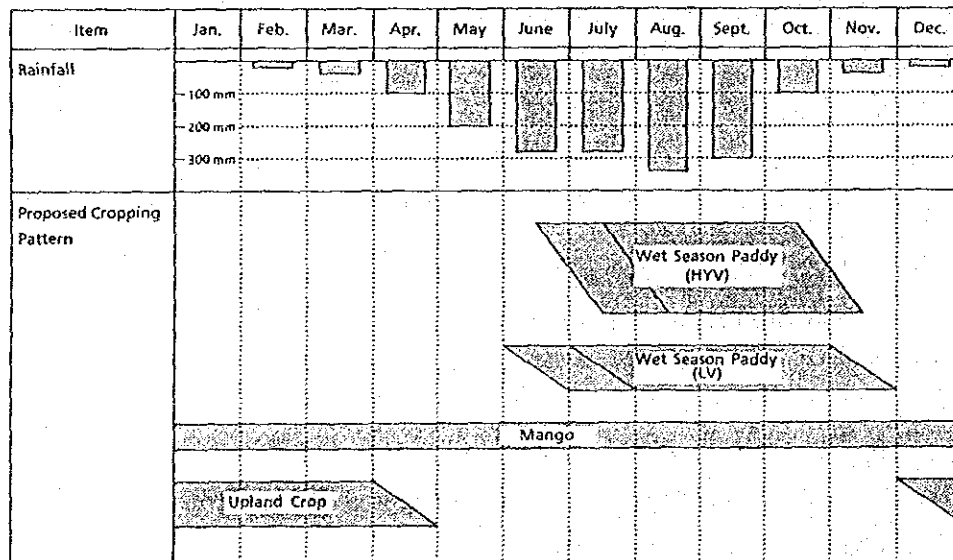 Item Jan. Feb. Mar. Apr. May June July Aug. Sept. Oct. Nov. Dec.
Rainfall
100 mm
200 mm
300 mm
Proposed Cropping
Pattern
Wet Season Paddy
(HYV)
Wet Season Paddy
(LV)
Mango
Upland Crop